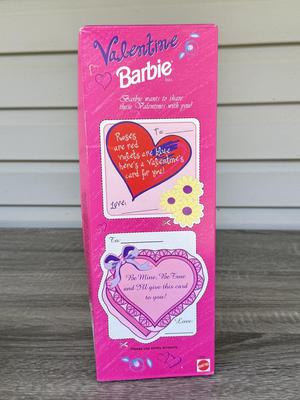 Valentine
Barbie
Barbie wants to share
these Valentines with you!
To:
Roses
are red
violets are blue
here's a Valentine's
card for you!
Love,
To:
Be Mine, Be True
and I'll give this card
to you!
Love:
MATTEL